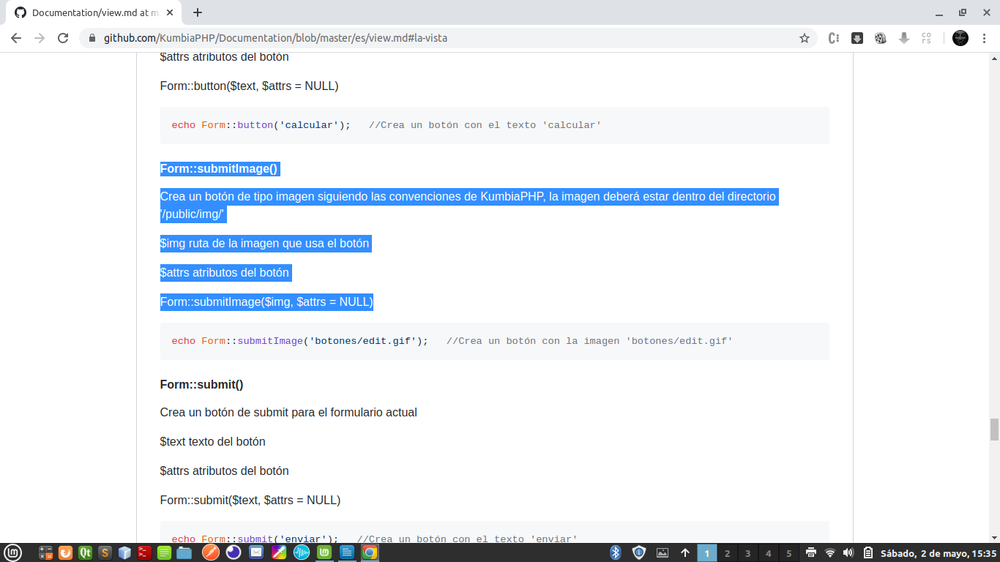 Documentation/view.md at m
github.com/KumbiaPHP/Documentation/blob/master/es/view.md#la-vista
$attrs atributos del botón
Form::button($text, $attrs = NULL)
echo Form::button('calcular');   //Crea un botón con el texto 'calcular'
Form::submitImage()
Crea un botón de tipo imagen siguiendo las convenciones de KumbiaPHP, la imagen deberá estar dentro del directorio
'/public/img/'
$img ruta de la imagen que usa el botón
$attrs atributos del botón
Form::submitImage($img, $attrs = NULL)
echo Form::submitImage('botones/edit.gif');   //Crea un botón con la imagen 'botones/edit.gif'
Form::submit()
Crea un botón de submit para el formulario actual
$text texto del botón
$attrs atributos del botón
Form::submit($text, $attrs = NULL)
echo Form::submit('enviar');   //Crea un botón con el texto 'enviar'
1 2 3 4 5 Sábado, 2 de mayo, 15:35